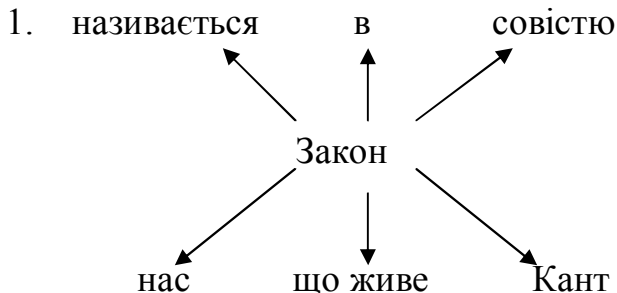 1. називається в совістю
Закон
нас що живе Кант